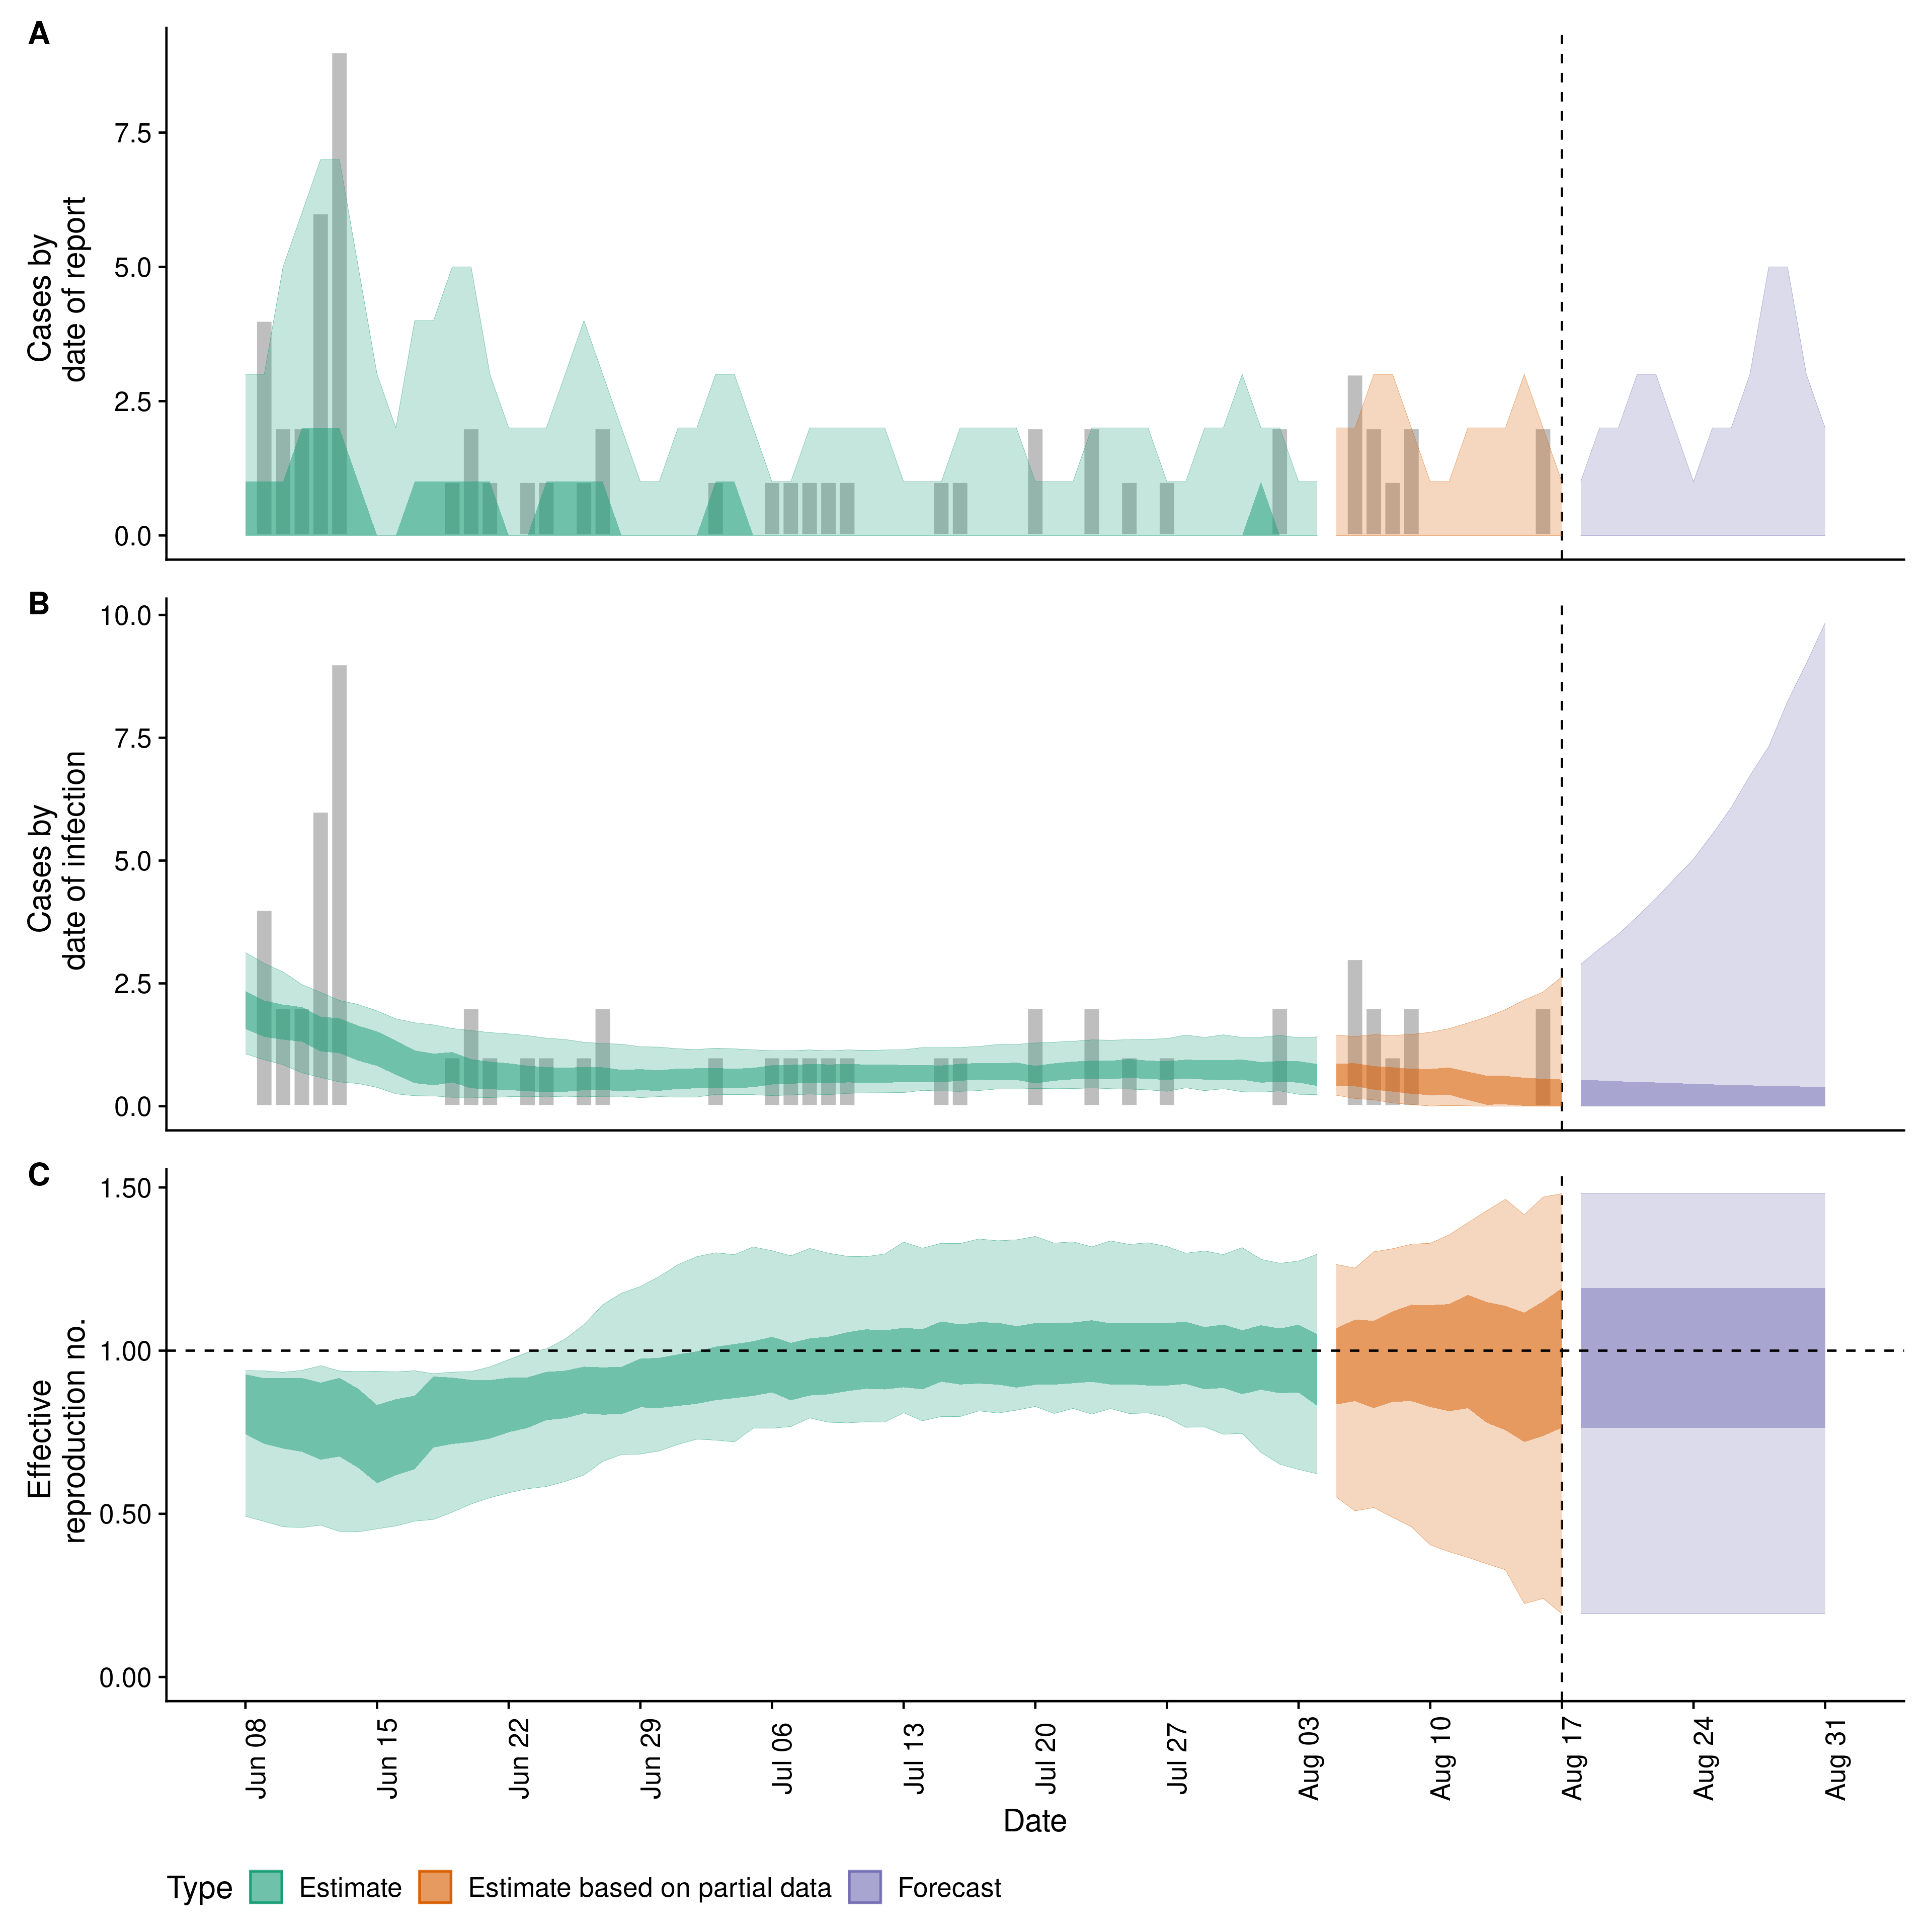 A
Cases by
date of report
7.5
5.0
2.5
0.0
B
Cases by
date of infection
10.0
7.5
5.0
2.5
0.0
C
Effective
reproduction no.
1.50
1.00
0.50
0.00
Jun 08
Jun 15
Jun 22
Jun 29
Jul 06
Jul 13
Jul 20
Jul 27
Aug 03
Aug 10
Aug 17
Aug 24
Aug 31
Date
Type Estimate Estimate based on partial data Forecast